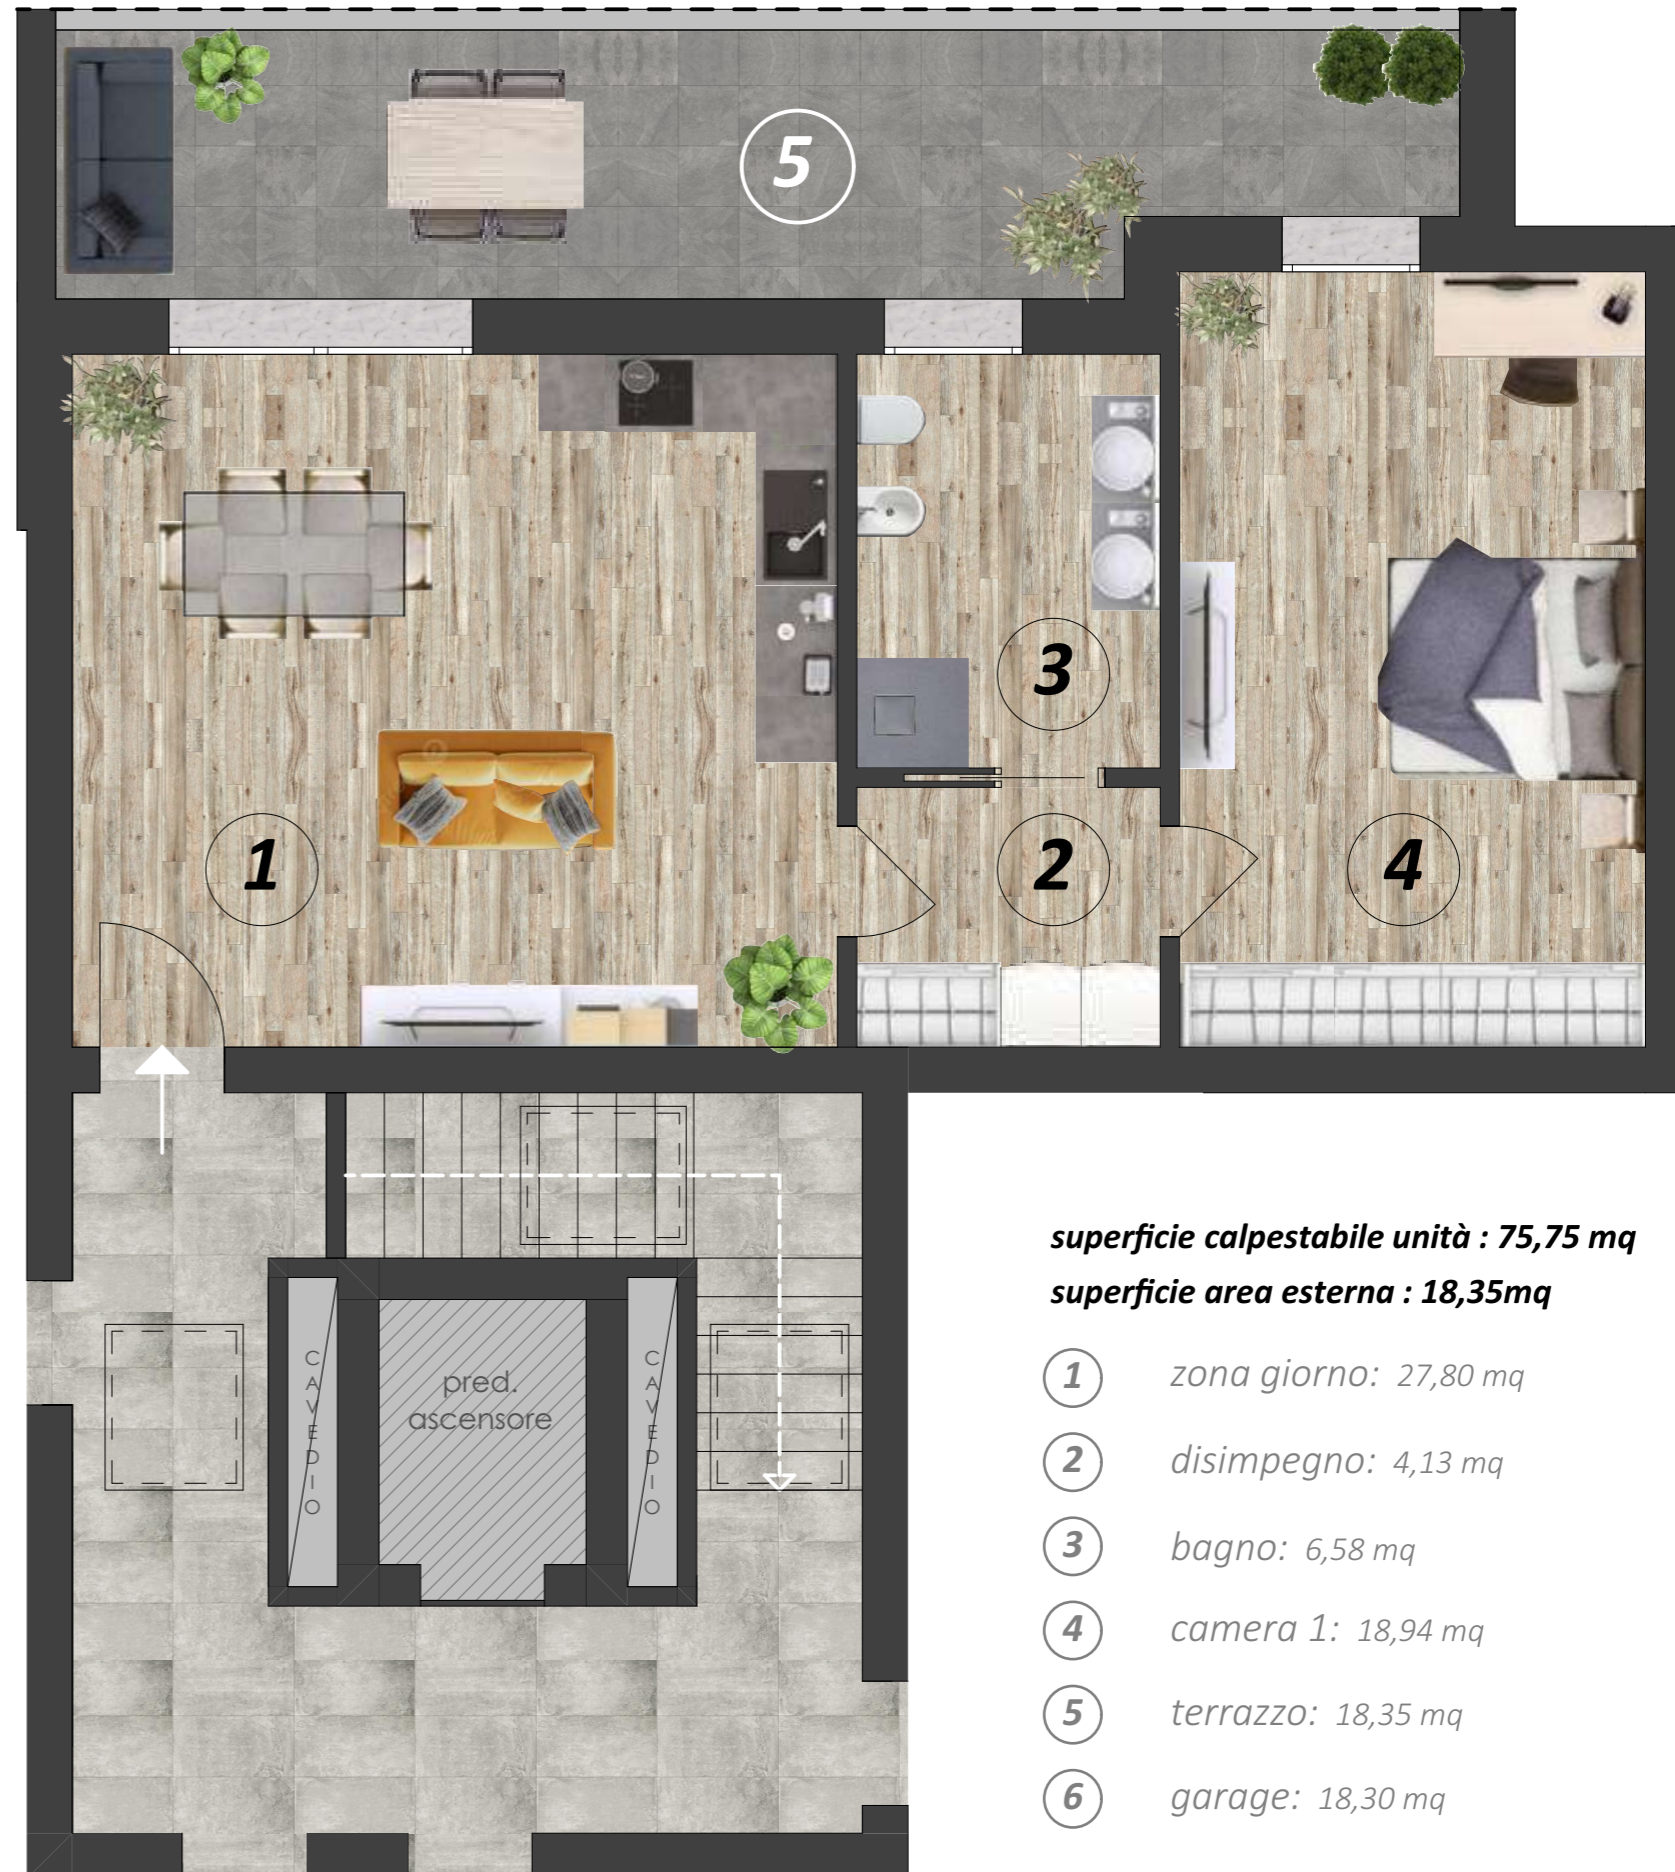 5
3
1
2
4
CAVEDIO
pred.
ascensore
CAVEDIO
superficie calpestabile unità : 75,75 mq
superficie area esterna : 18,35mq
1 zona giorno: 27,80 mq
2 disimpegno: 4,13 mq
3 bagno: 6,58 mq
4 camera 1: 18,94 mq
5 terrazzo: 18,35 mq
6 garage: 18,30 mq